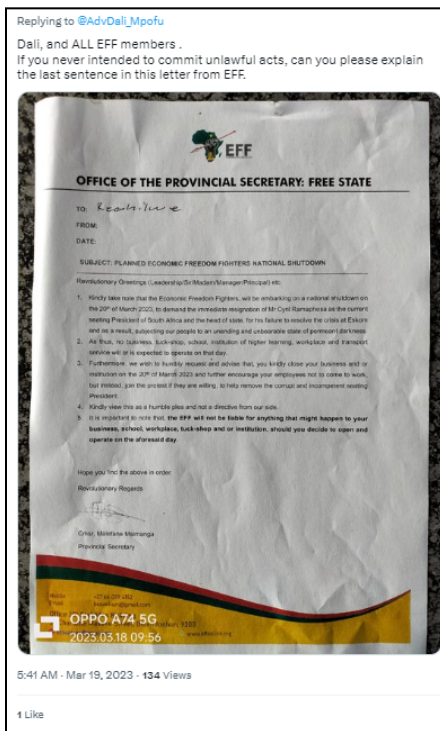 Replying to @AdvDali_Mpofu
Dali, and ALL EFF members .
If you never intended to commit unlawful acts, can you please explain
the last sentence in this letter from EFF.
EFF
OFFICE OF THE PROVINCIAL SECRETARY: FREE STATE
TO:
FROM:
DATE:
SUBJECT: PLANNED ECONOMIC FREEDOM FIGHTERS NATIONAL SHUTDOWN
Revolutionary Greetings (Leadership/Sir/Madam/Manager/Principal) etc
1. Kindly take note that the Economic Freedom Fighters, will be embarking on a national shutdown on
the 20th of March 2023, to demand the immediate resignation of Mr Cyril Ramaphosa as the current
seating President of South Africa and the head of state, for his failure to resolve the crisis at Eskom
and as a result, subjecting our people to an unending and unbearable state of permanent darkness.
2. As thus, no business, tuck-shop, school, institution of higher learning, workplace and transport
service will or is expected to operate on that day.
3. Furthermore, we wish to humbly request and advise that, you kindly close your business and or
institution on the 20th of March 2023 and further encourage your employees not to come to work,
but instead, join the protest if they are willing, to help remove the corrupt and incompetent seating
President.
4. Kindly view this as a humble plea and not a directive from our side.
5. It is important to note that, the EFF will not be liable for anything that might happen to your
business, school, workplace, tuck-shop and or institution, should you decide to open and
operate on the aforesaid day.
Hope you find the above in order.
Revolutionary Regards
Provincial Secretary
Mobile
Email
OPPO A74 5G
2023.03.18 09:56
5:41 AM · Mar 19, 2023 · 134 Views
1 Like